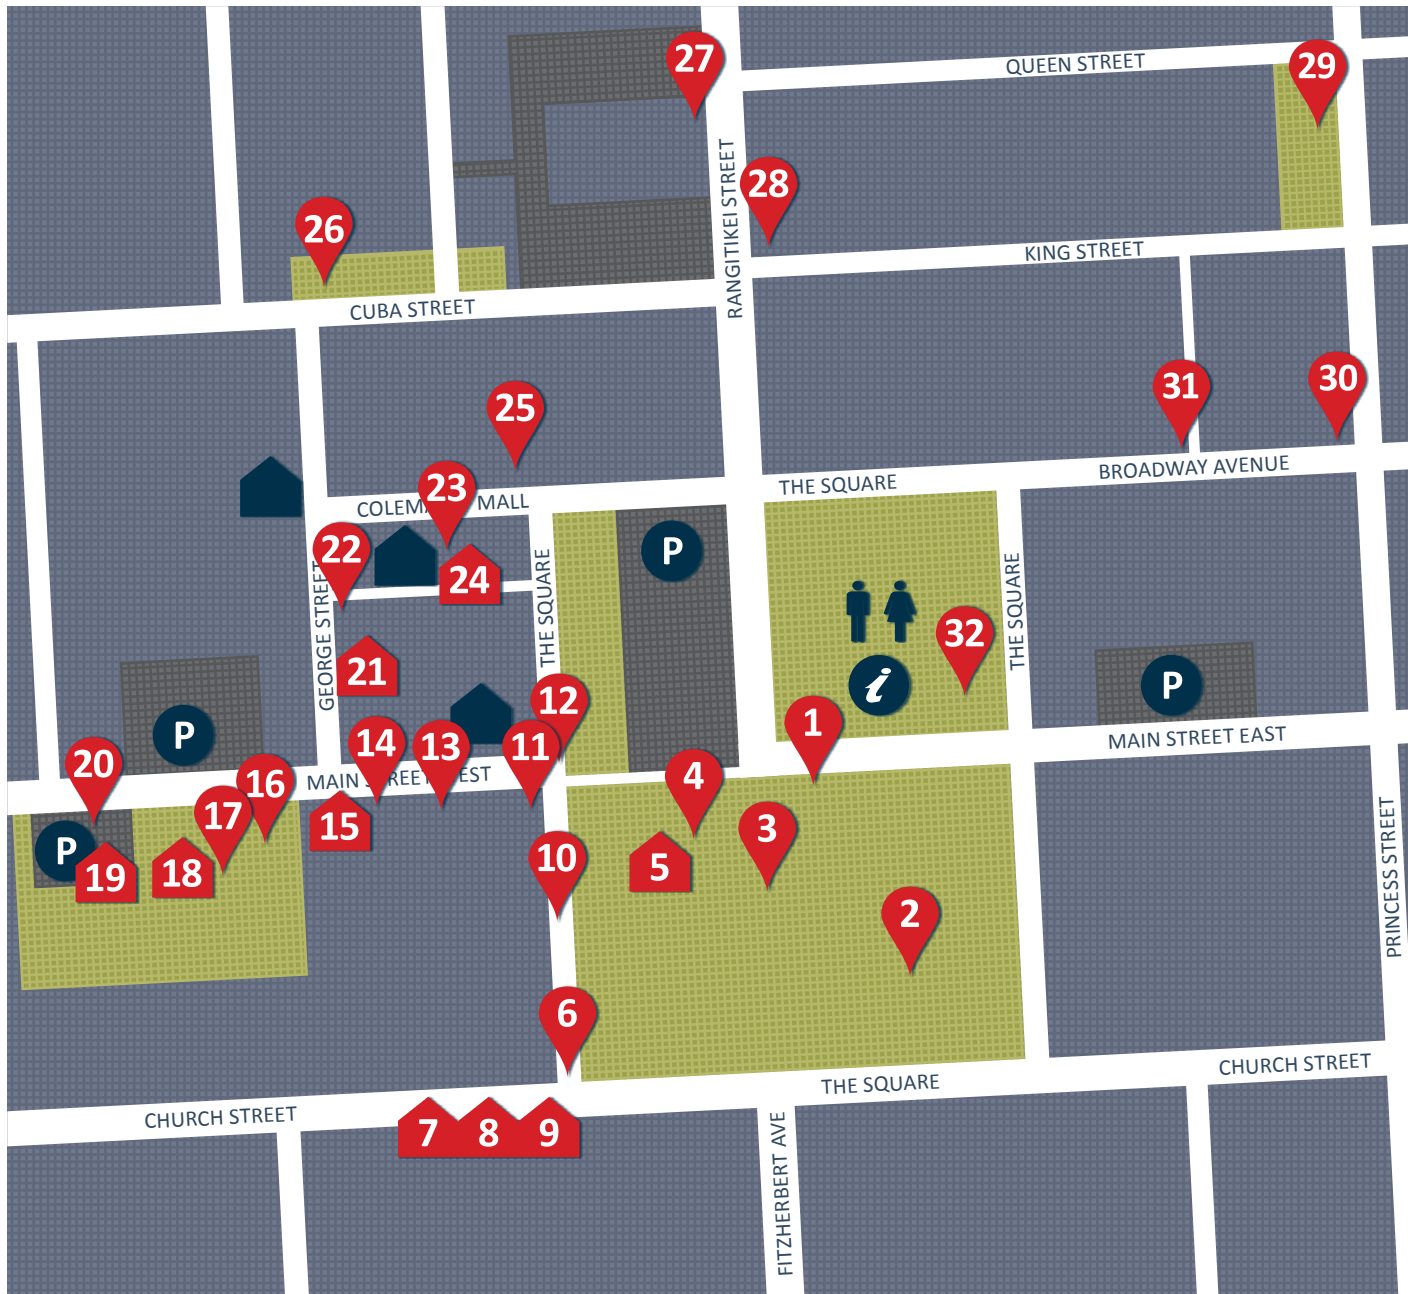 27
QUEEN STREET
29
RANGITIKEI STREET
28
26
KING STREET
CUBA STREET
25
31
30
BROADWAY AVENUE
THE SQUARE
23
COLEMA MALL
22
24
P
GEORGE STREET
THE SQUARE
THE SQUARE
32
21
i
P
12
1
P
14
13
11
MAIN STREET EAST
20
16
MAIN STREET EST
4
17
15
3
PRINCESS STREET
P
19
18
10
5
2
6
CHURCH STREET
THE SQUARE
CHURCH STREET
7
8
9
FITZHERBERT AVE